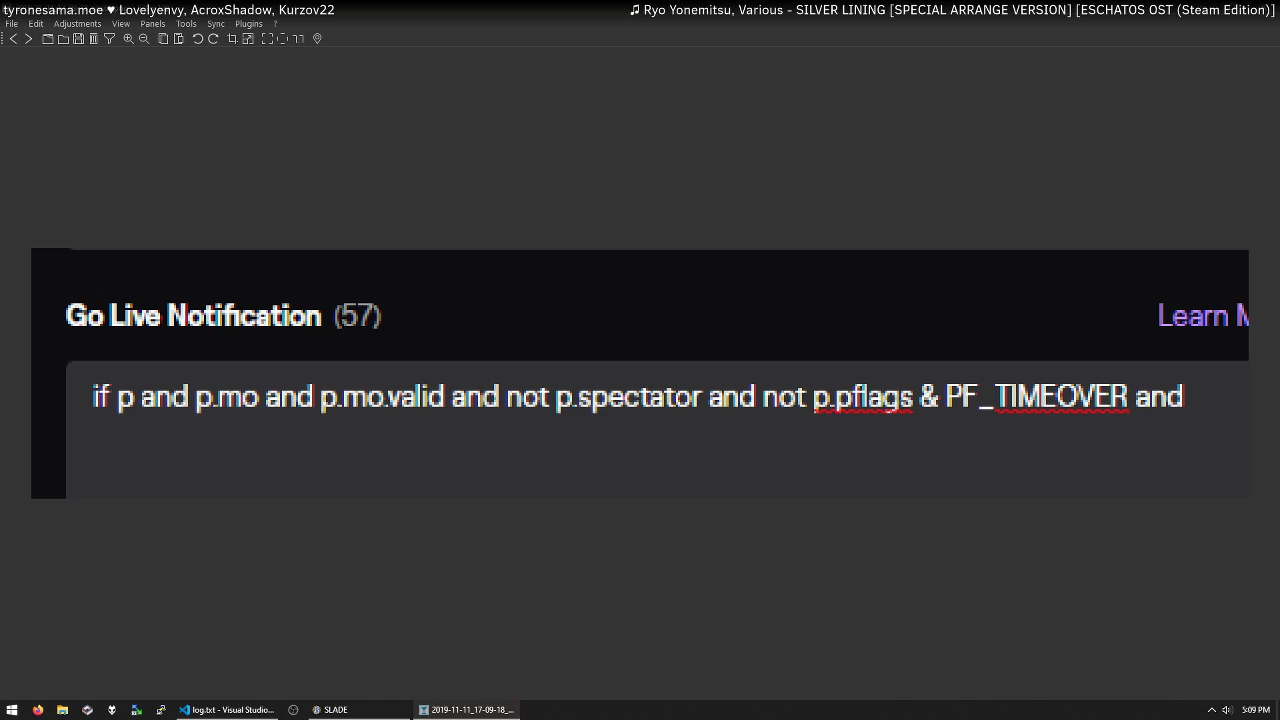 tyronesama.moe ♥ Lovelyenvy, AcroxShadow, Kurzov22
♫ Ryo Yonemitsu, Various - SILVER LINING [SPECIAL ARRANGE VERSION] [ESCHATOS OST (Steam Edition)]
File Edit Adjustments View Panels Tools Sync Plugins ?
Go Live Notification (57)
Learn M
if p and p.mo and p.mo.valid and not p.spectator and not p.pflags & PF_TIMEOVER and
log.txt - Visual Studio...
SLADE
2019-11-11_17-09-18_...
5:09 PM